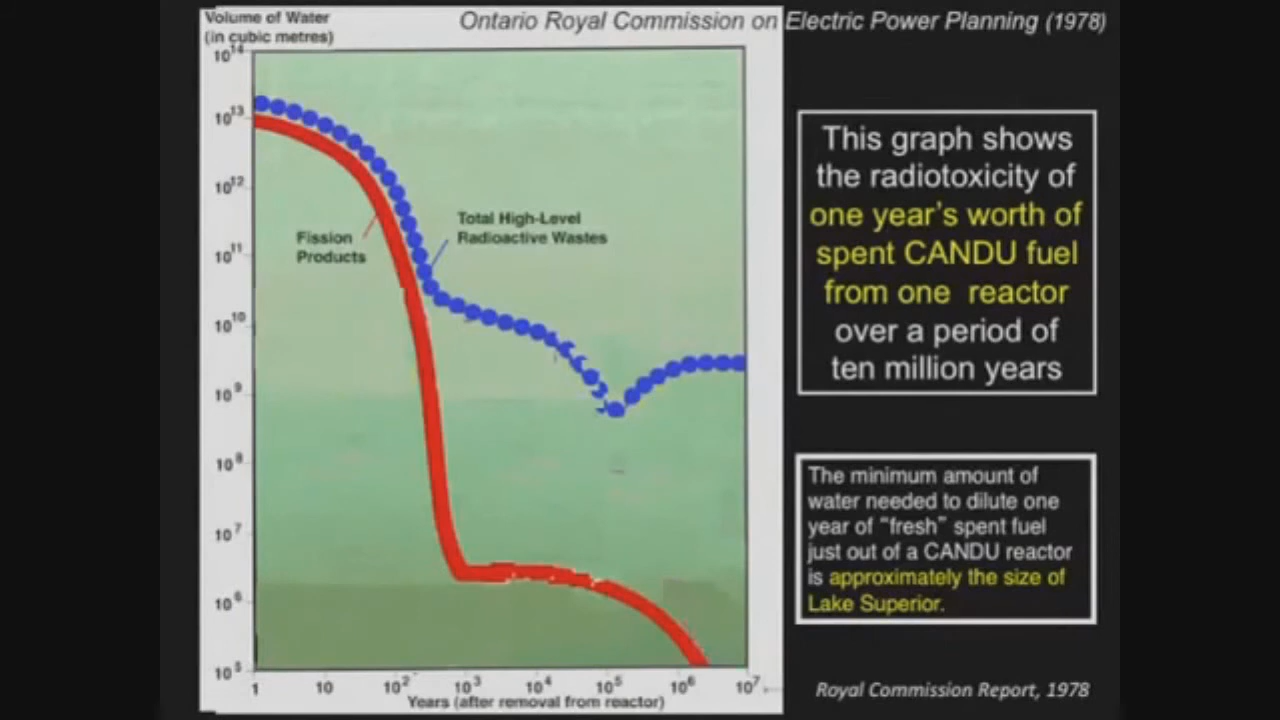 Ontario Royal Commission on Electric Power Planning (1978)
Volume of Water
(in cubic metres)
10¹⁴
10¹³
10¹²
10¹¹
10¹⁰
10⁹
10⁸
10⁷
10⁶
10⁵
Fission
Products
Total High-Level
Radioactive Wastes
1 10 10² 10³ 10⁴ 10⁵ 10⁶ 10⁷
Years (after removal from reactor)
This graph shows
the radiotoxicity of
one year's worth of
spent CANDU fuel
from one reactor
over a period of
ten million years
The minimum amount of
water needed to dilute one
year of "fresh" spent fuel
just out of a CANDU reactor
is approximately the size of
Lake Superior.
Royal Commission Report, 1978